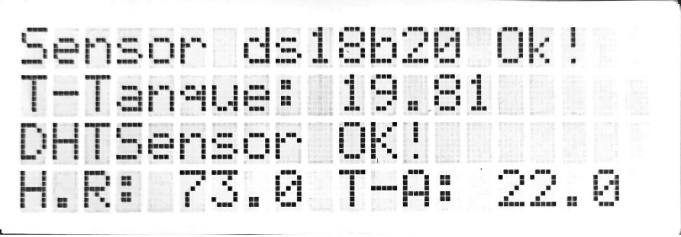 Sensor ds18b20 Ok!
T-Tanque: 19.81
DHTSensor OK!
H.R: 73.0 T-A: 22.0